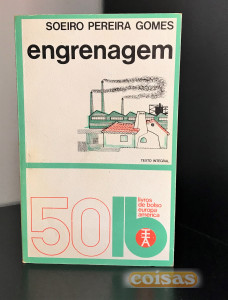 SOEIRO PEREIRA GOMES
engrenagem
TEXTO INTEGRAL
50
livros
de bolso
europa
américa
coisas